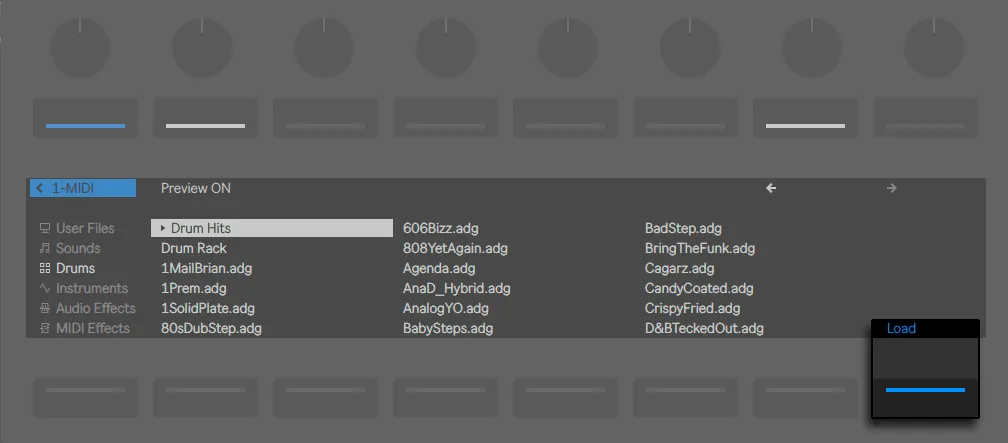 1-MIDI Preview ON
User Files Drum Hits 606Bizz.adg BadStep.adg
Sounds Drum Rack 808YetAgain.adg BringTheFunk.adg
Drums 1MailBrian.adg Agenda.adg Cagarz.adg
Instruments 1Prem.adg AnaD_Hybrid.adg CandyCoated.adg
Audio Effects 1SolidPlate.adg AnalogYO.adg CrispyFried.adg
MIDI Effects 80sDubStep.adg BabySteps.adg D&BTeckedOut.adg
Load